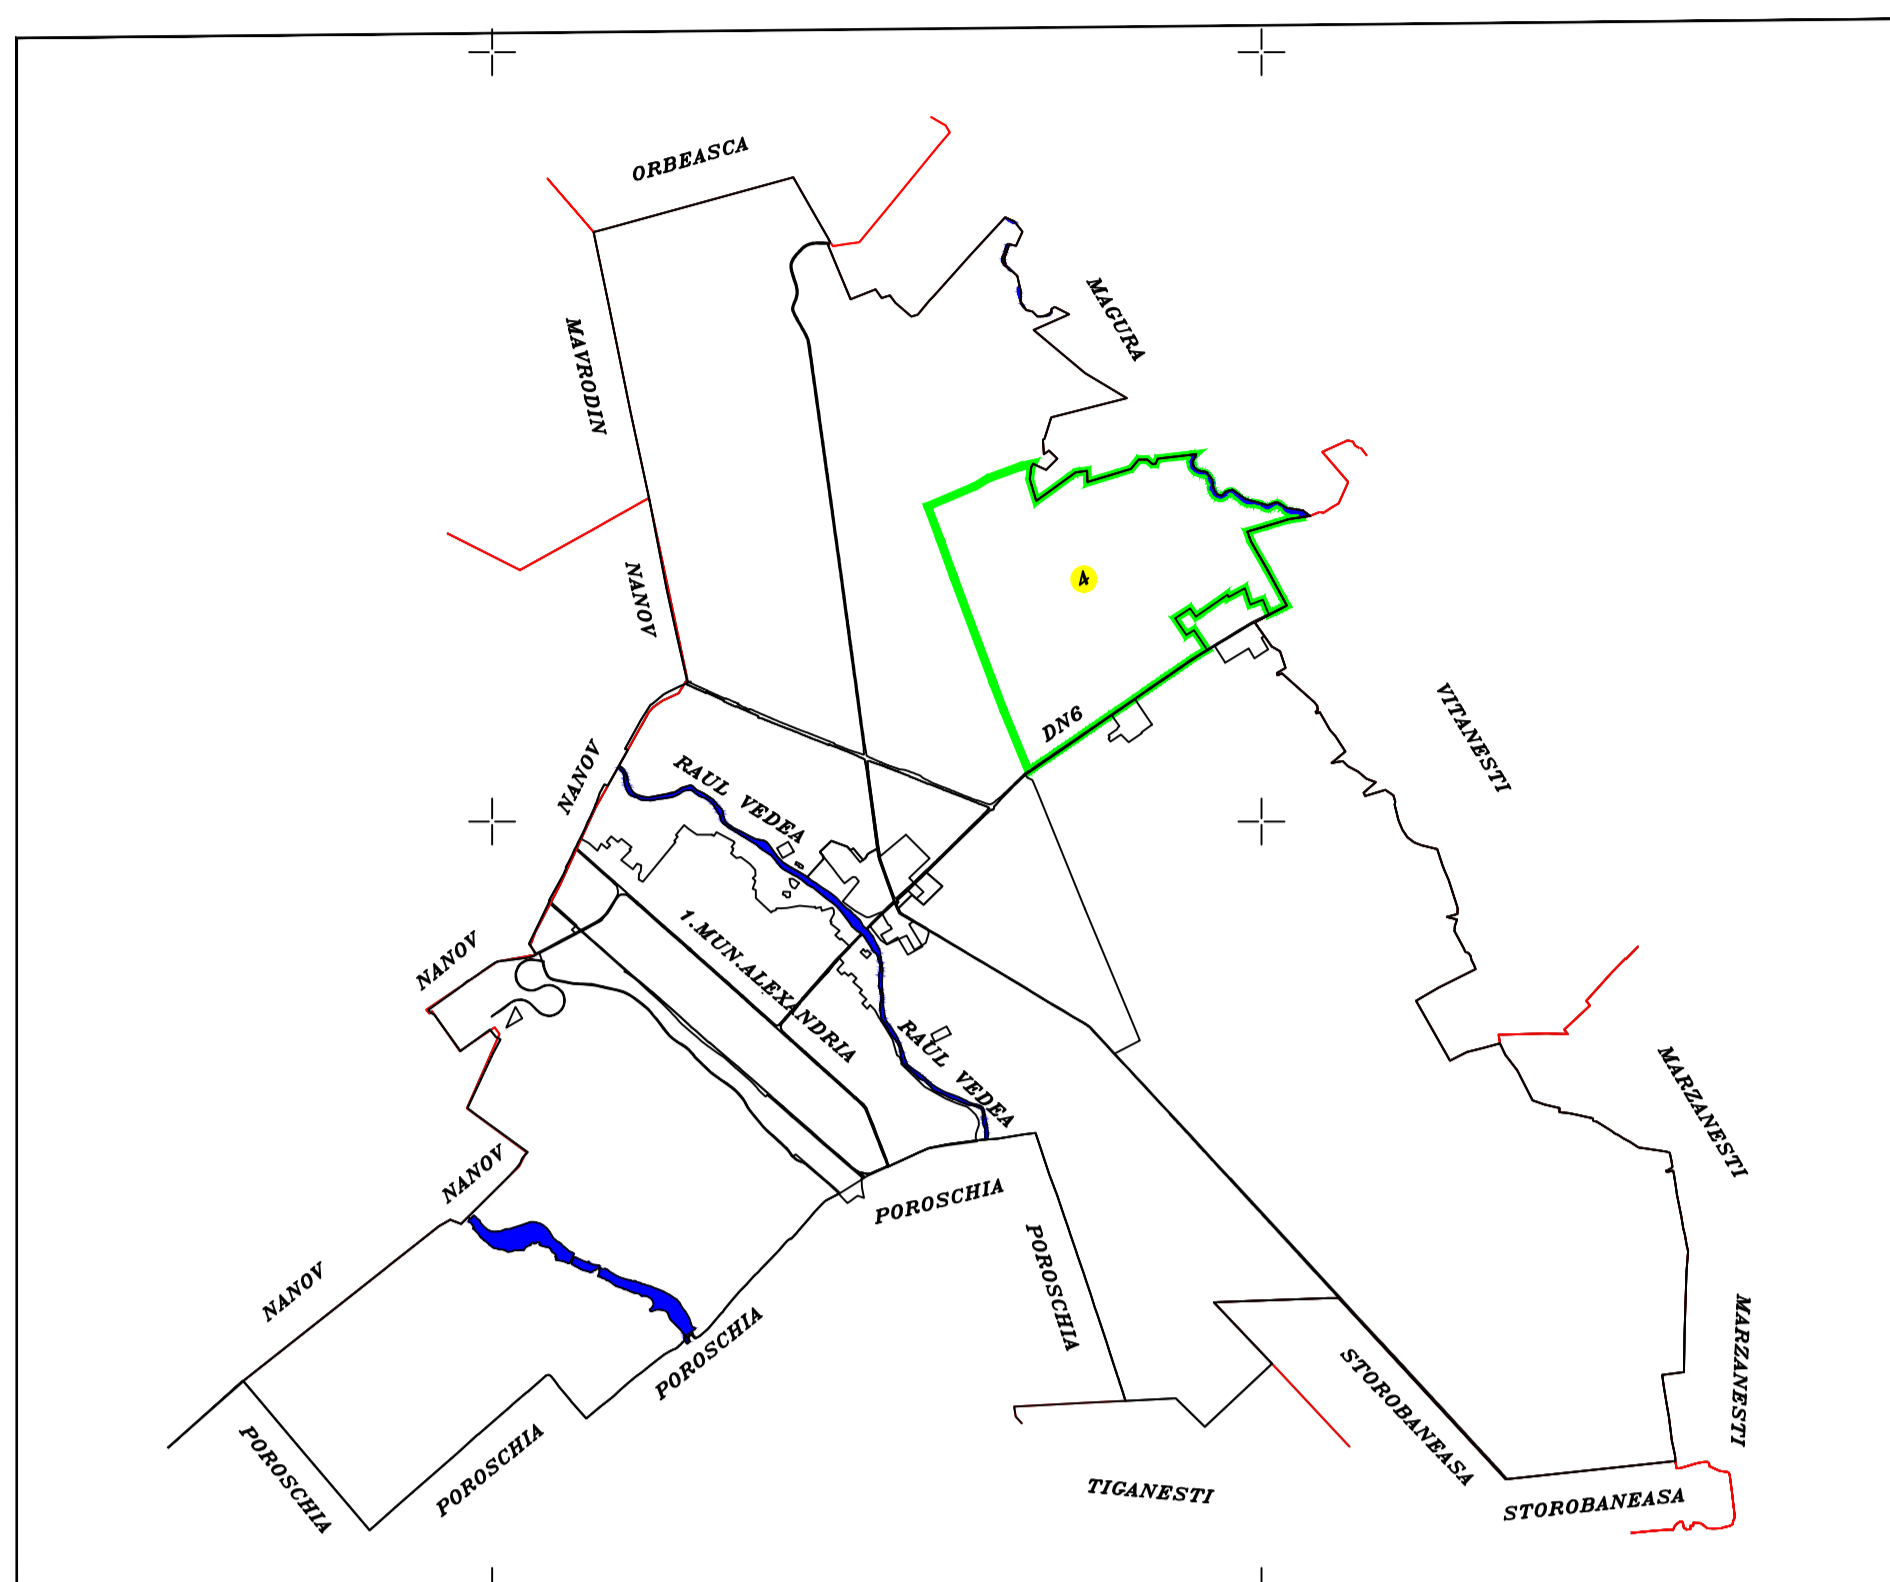 ORBEASCA
MAGURA
MAVRODIN
NANOV
4
DN6
VITANESTI
NANOV
RAUL VEDEA
1.MUN.ALEXANDRIA
NANOV
RAUL VEDEA
MARZANESTI
NANOV
POROSCHIA
POROSCHIA
NANOV
POROSCHIA
MARZANESTI
STOROBANEASA
POROSCHIA
POROSCHIA
TIGANESTI
STOROBANEASA